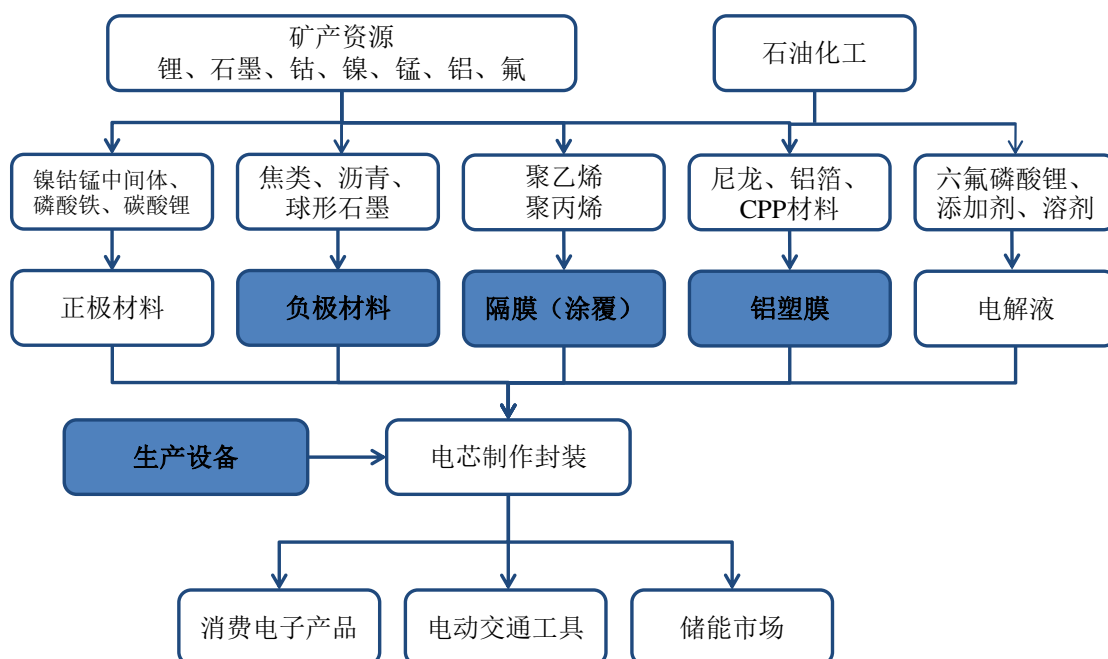 矿产资源
锂、石墨、钴、镍、锰、铝、氟
石油化工
镍钴锰中间体、
磷酸铁、碳酸锂
焦类、沥青、
球形石墨
聚乙烯
聚丙烯
尼龙、铝箔、
CPP材料
六氟磷酸锂、
添加剂、溶剂
正极材料
负极材料
隔膜（涂覆）
铝塑膜
电解液
生产设备
电芯制作封装
消费电子产品
电动交通工具
储能市场